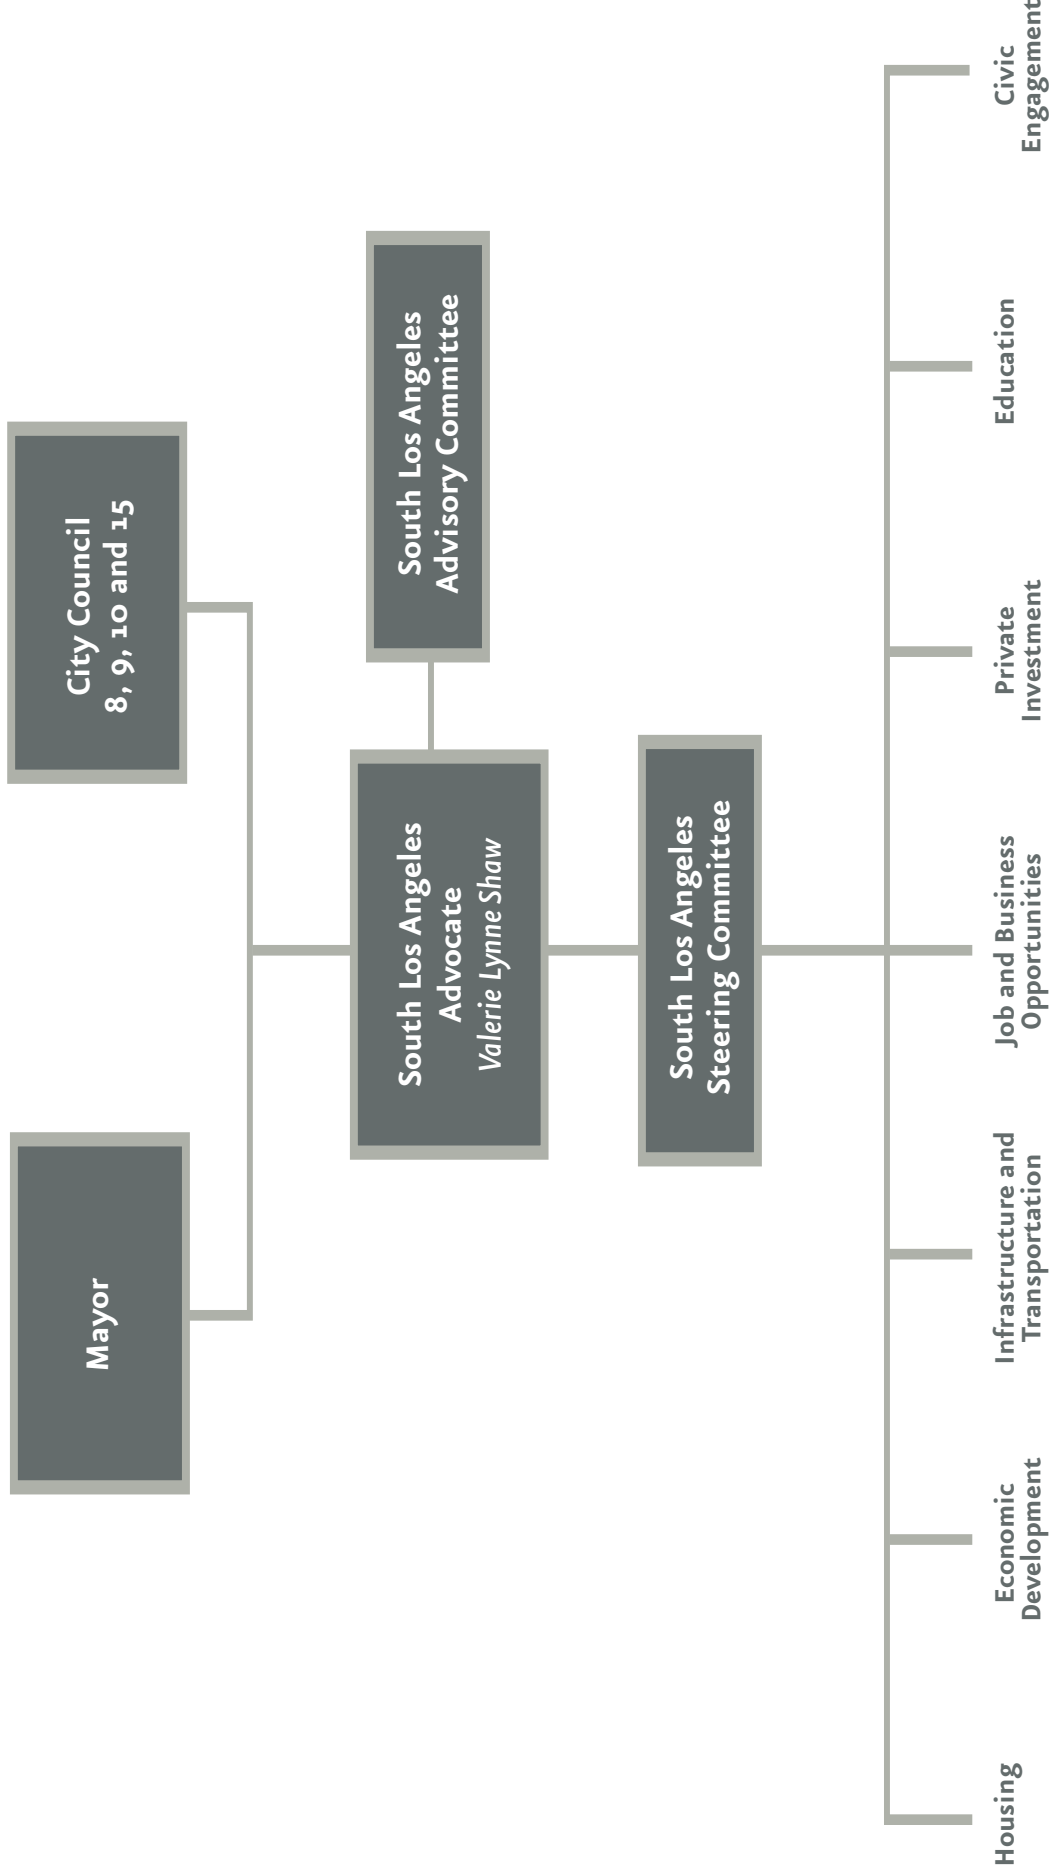 Mayor
City Council
8, 9, 10 and 15
South Los Angeles
Advocate
Valerie Lynne Shaw
South Los Angeles
Advisory Committee
South Los Angeles
Steering Committee
Housing
Economic
Development
Infrastructure and
Transportation
Job and Business
Opportunities
Private
Investment
Education
Civic
Engagement